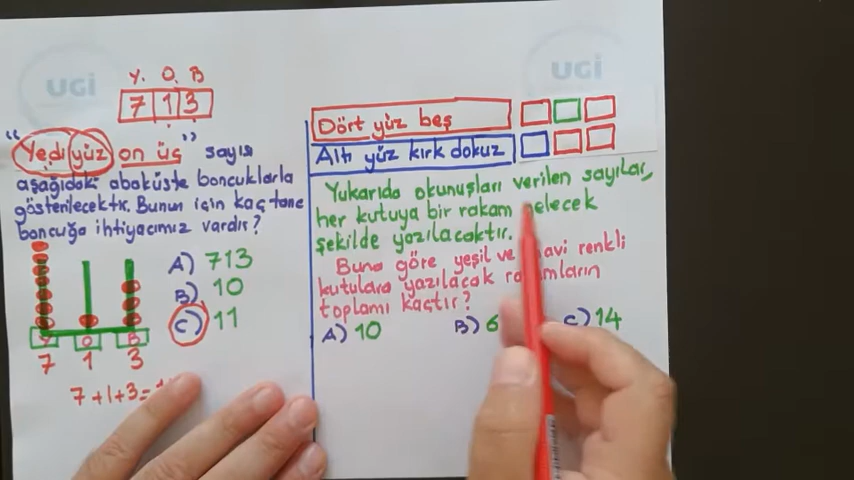 UGİ
UGİ
Y. O. B
7 1 3
"Yedi yüz on üç" sayısı
aşağıdaki abaküste boncuklarla
gösterilecektir. Bunun için kaç tane
boncuğa ihtiyacımız vardır?
A) 713
B) 10
C) 11
Y O B
7 1 3
7+1+3=
Dört yüz beş
Altı yüz kırk dokuz
Yukarıda okunuşları verilen sayılar,
her kutuya bir rakam gelecek
şekilde yazılacaktır.
Buna göre yeşil ve mavi renkli
kutulara yazılacak rakamların
toplamı kaçtır?
A) 10 B) 6 C) 14